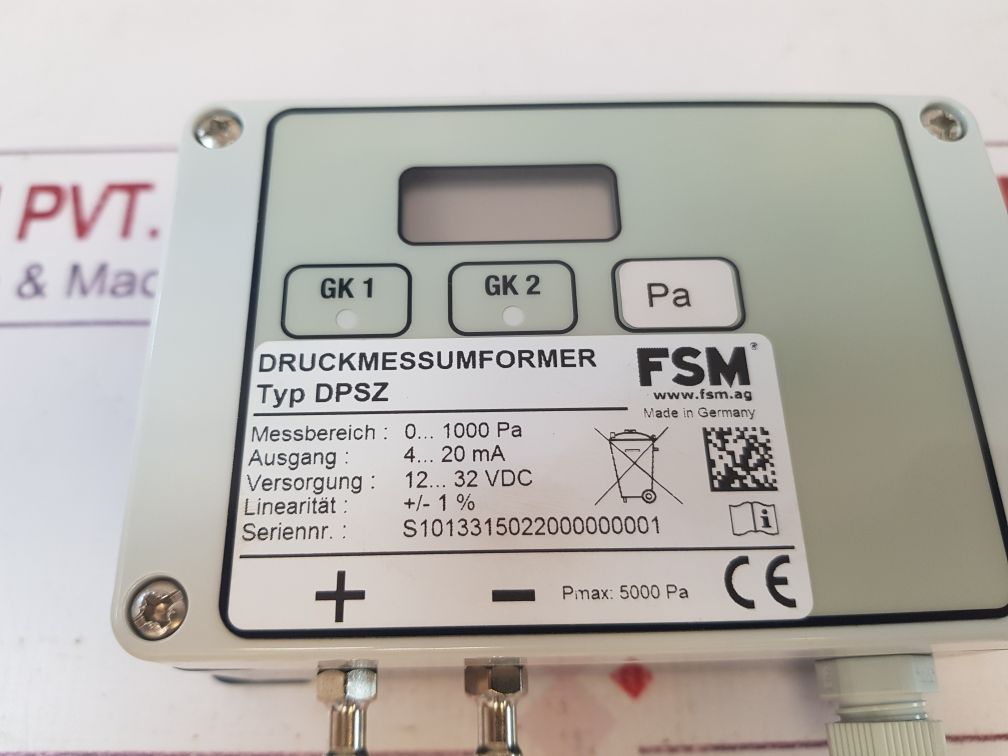 PVT.
& Mac
GK 1
GK 2
Pa
DRUCKMESSUMFORMER
Typ DPSZ
FSM®
www.fsm.ag
Made in Germany
Messbereich : 0... 1000 Pa
Ausgang : 4... 20 mA
Versorgung : 12... 32 VDC
Linearität : +/- 1 %
Seriennr. : S1013315022000000001
i
+ − Pmax: 5000 Pa CE